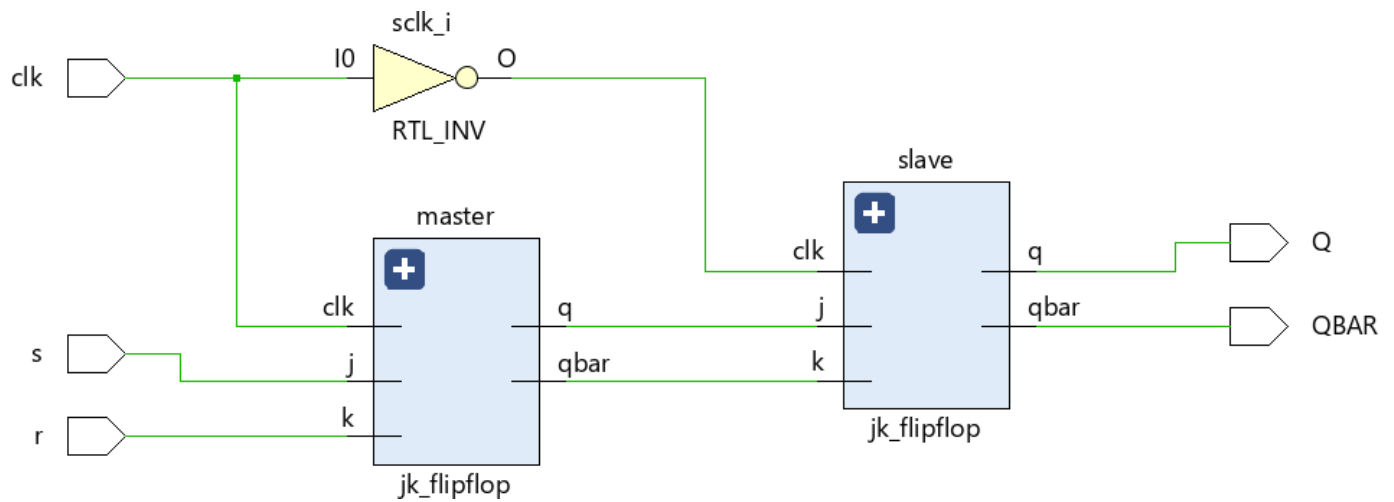 sclk_i
clk
I0
O
RTL_INV
slave
master
clk
q
Q
clk
q
j
qbar
QBAR
s
j
qbar
k
r
k
jk_flipflop
jk_flipflop